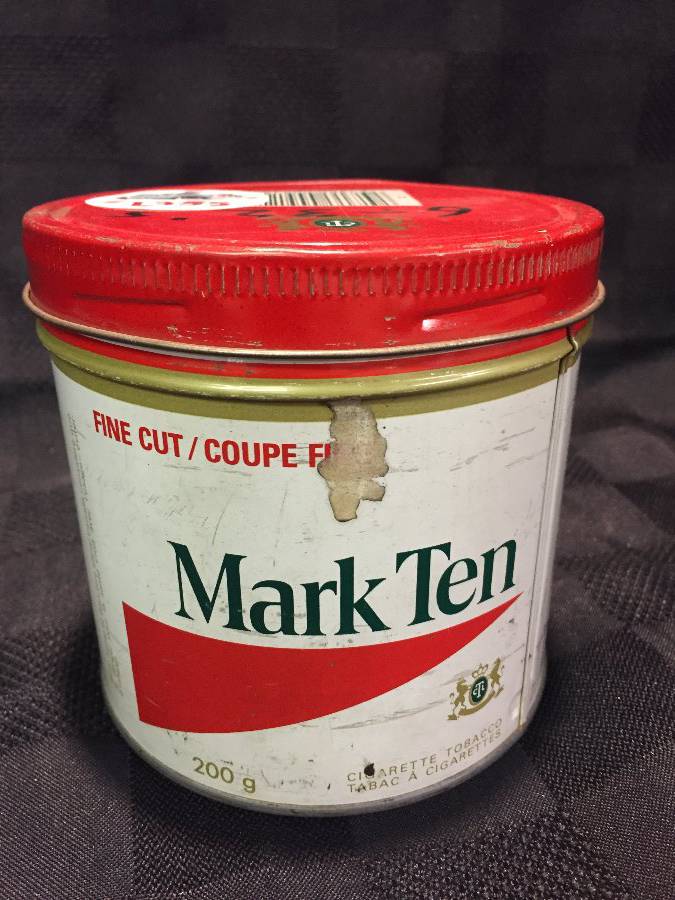 FINE CUT / COUPE
Mark Ten
200 g
CIGARETTE TOBACCO
TABAC À CIGARETTES